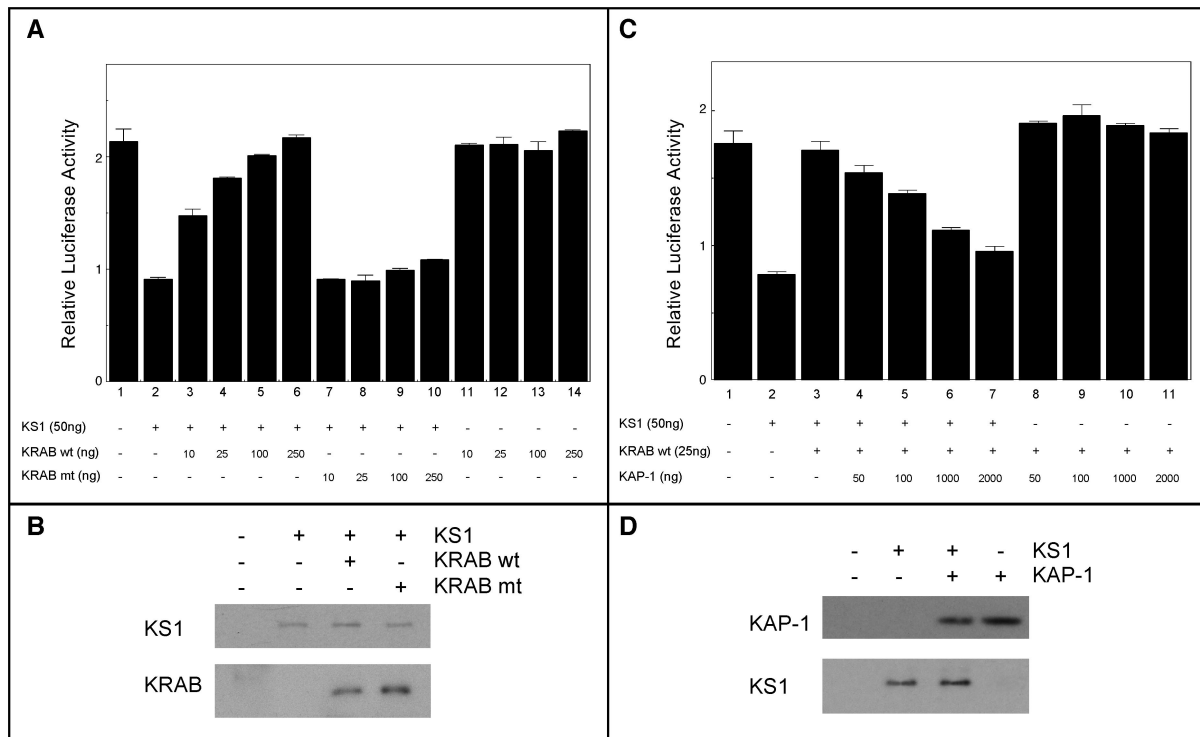 A
Relative Luciferase Activity
2
1
0
1 2 3 4 5 6 7 8 9 10 11 12 13 14
KS1 (50ng) - + + + + + + + + + - - - -
KRAB wt (ng) - - 10 25 100 250 - - - - 10 25 100 250
KRAB mt (ng) - - - - - - 10 25 100 250 - - - -
B
- + + + KS1
- - + - KRAB wt
- - - + KRAB mt
KS1
KRAB
C
Relative Luciferase Activity
2
1
0
1 2 3 4 5 6 7 8 9 10 11
KS1 (50ng) - + + + + + + - - - -
KRAB wt (25ng) - - + + + + + + + + +
KAP-1 (ng) - - - 50 100 1000 2000 50 100 1000 2000
D
- + + - KS1
- - + + KAP-1
KAP-1
KS1